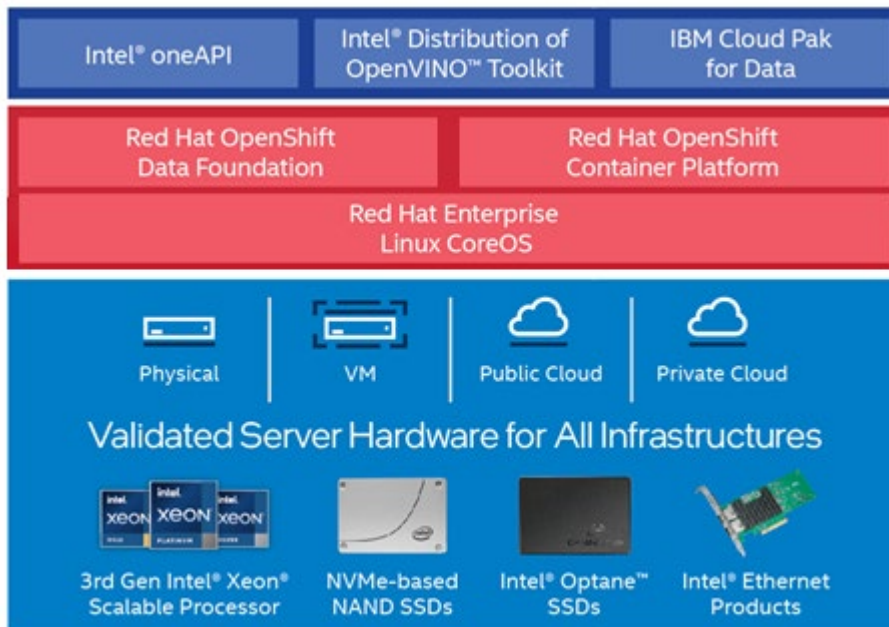 Intel® oneAPI
Intel® Distribution of
OpenVINO™ Toolkit
IBM Cloud Pak
for Data
Red Hat OpenShift
Data Foundation
Red Hat OpenShift
Container Platform
Red Hat Enterprise
Linux CoreOS
Physical
VM
Public Cloud
Private Cloud
Validated Server Hardware for All Infrastructures
intel.
XEON
GOLD
intel.
XEON
PLATINUM
intel.
XEON
intel
3rd Gen Intel® Xeon®
Scalable Processor
NVMe-based
NAND SSDs
Intel® Optane™
SSDs
Intel® Ethernet
Products